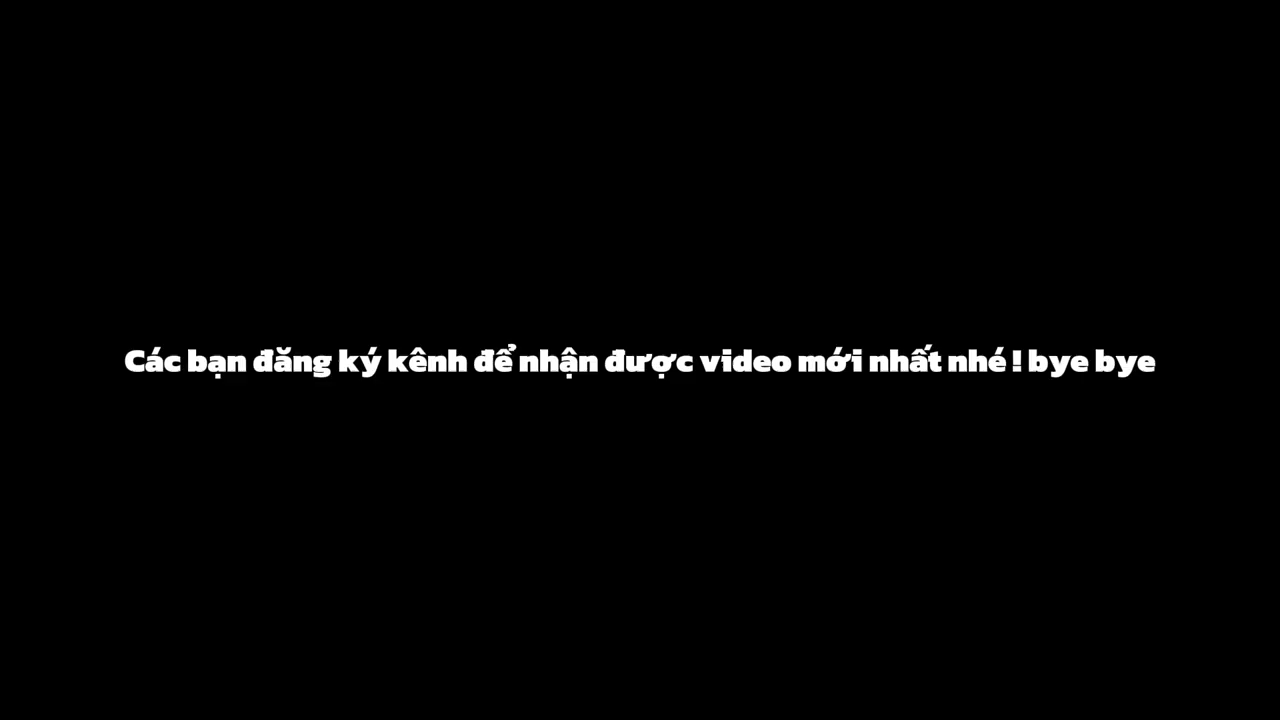 Các bạn đăng ký kênh để nhận được video mới nhất nhé ! bye bye